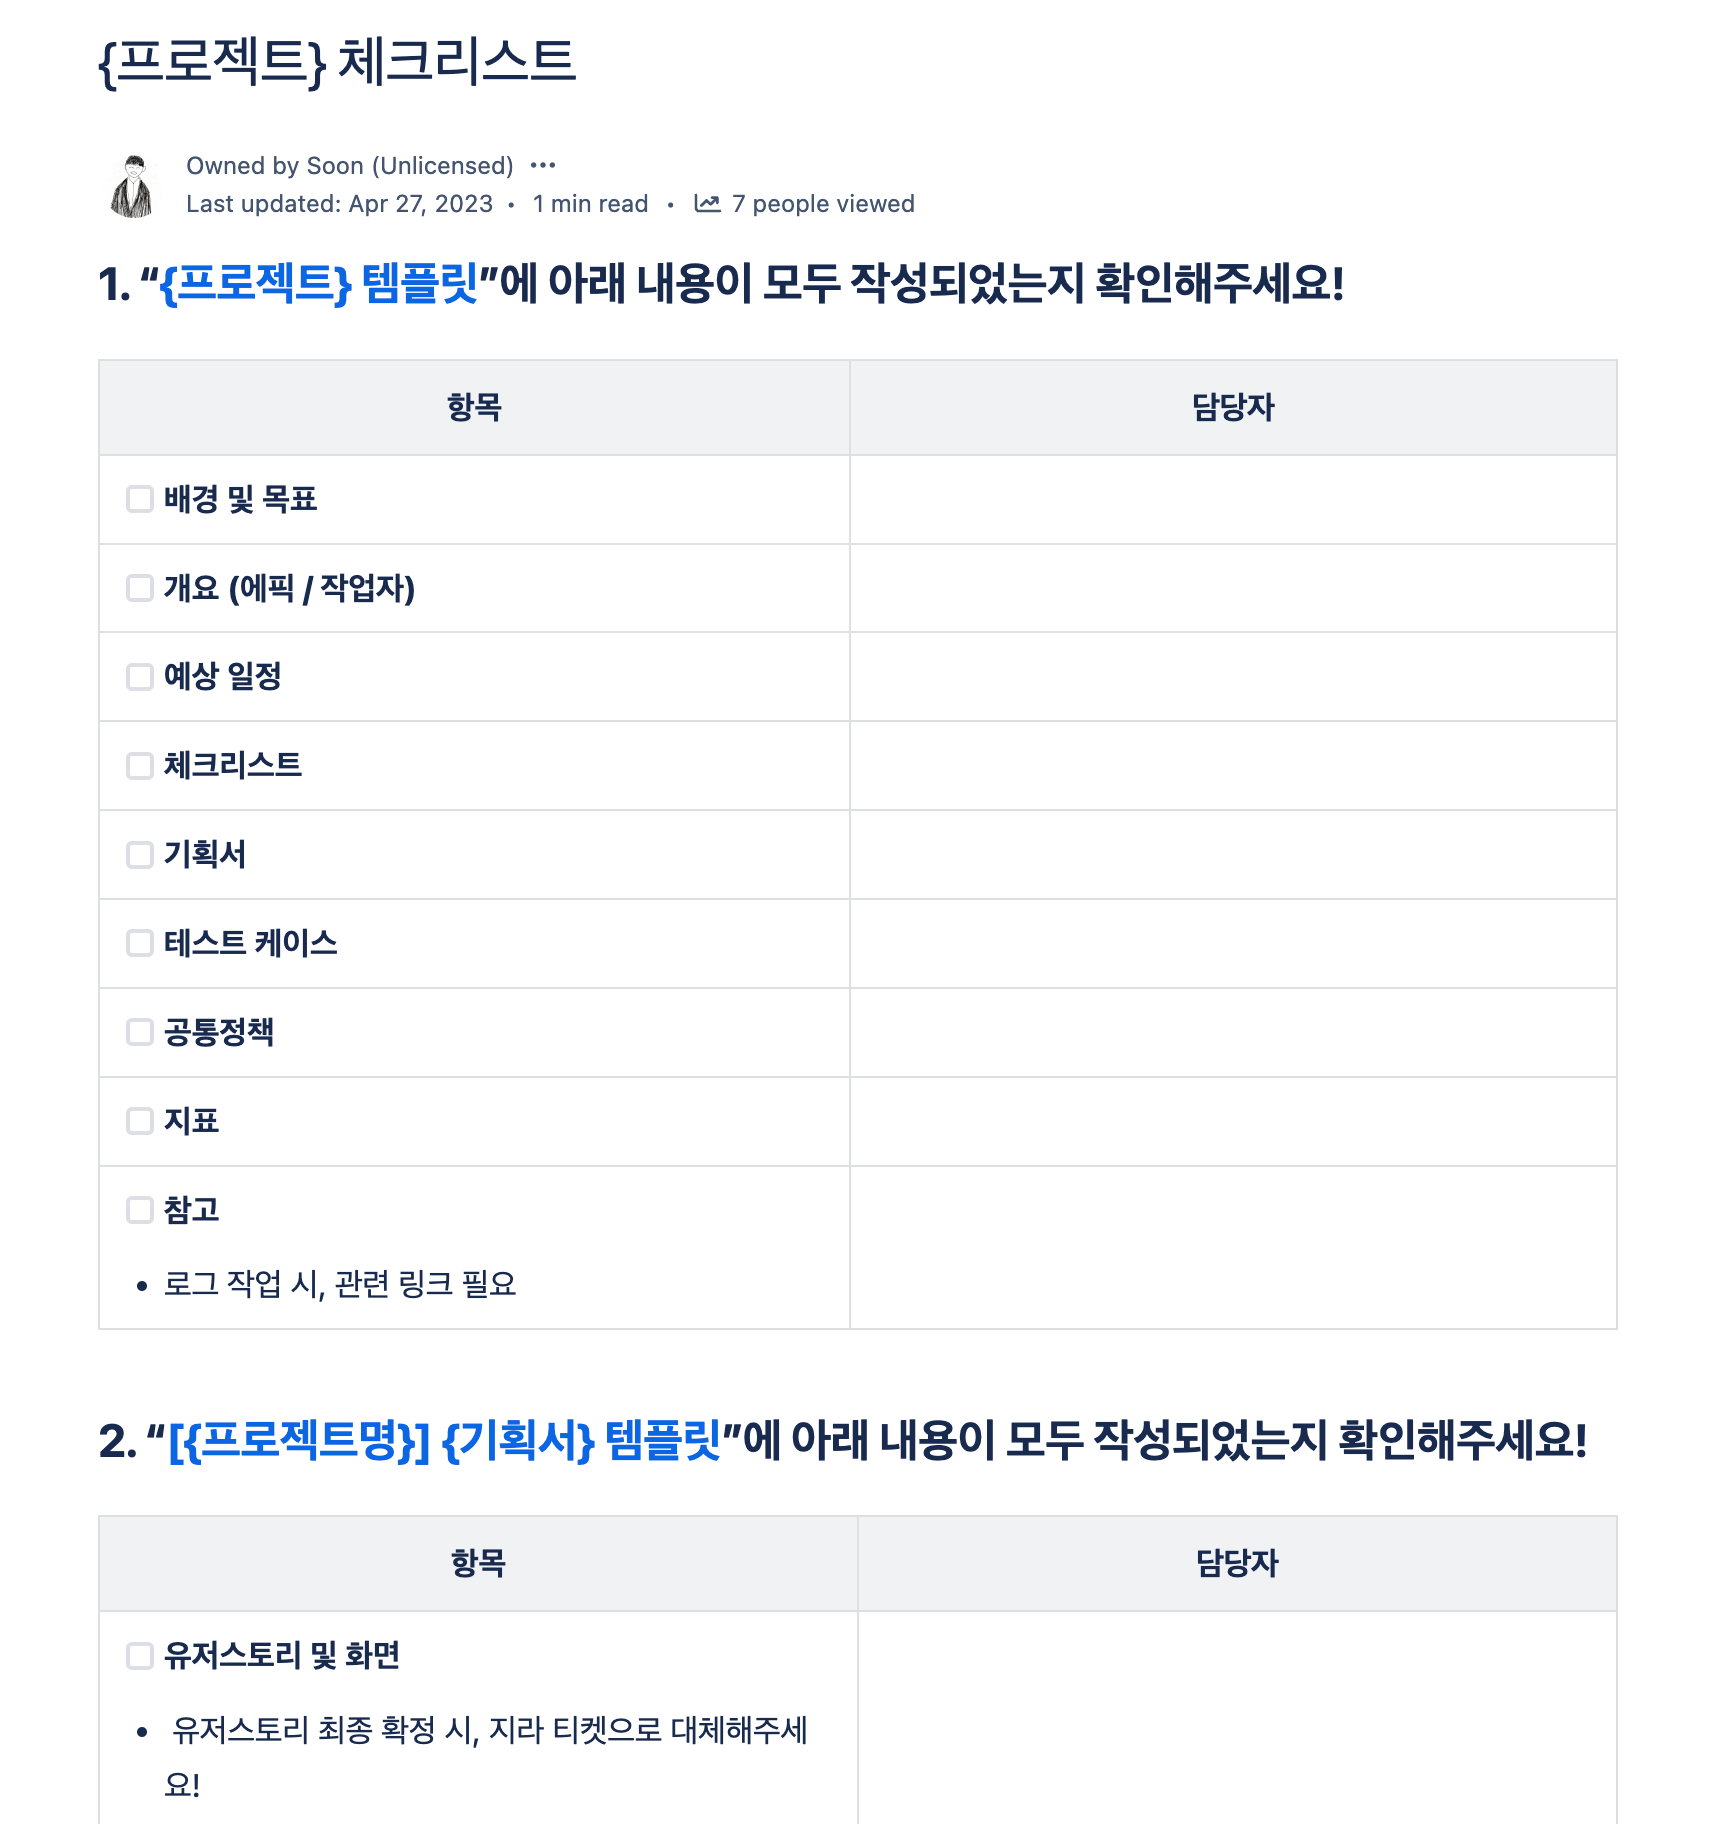 {프로젝트} 체크리스트
Owned by Soon (Unlicensed) •••
Last updated: Apr 27, 2023 • 1 min read • 7 people viewed
1. “{프로젝트} 템플릿”에 아래 내용이 모두 작성되었는지 확인해주세요!
항목 담당자
배경 및 목표
개요 (에픽 / 작업자)
예상 일정
체크리스트
기획서
테스트 케이스
공통정책
지표
참고
• 로그 작업 시, 관련 링크 필요
2. “[{프로젝트명}] {기획서} 템플릿”에 아래 내용이 모두 작성되었는지 확인해주세요!
항목 담당자
유저스토리 및 화면
• 유저스토리 최종 확정 시, 지라 티켓으로 대체해주세
요!